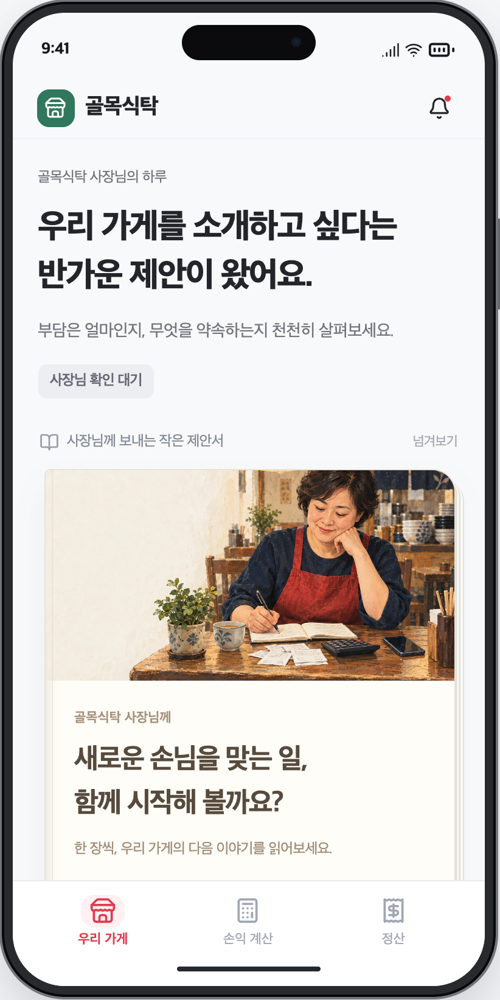 9:41
골목식탁
골목식탁 사장님의 하루
우리 가게를 소개하고 싶다는
반가운 제안이 왔어요.
부담은 얼마인지, 무엇을 약속하는지 천천히 살펴보세요.
사장님 확인 대기
사장님께 보내는 작은 제안서
넘겨보기
골목식탁 사장님께
새로운 손님을 맞는 일,
함께 시작해 볼까요?
한 장씩, 우리 가게의 다음 이야기를 읽어보세요.
우리 가게
손익 계산
정산